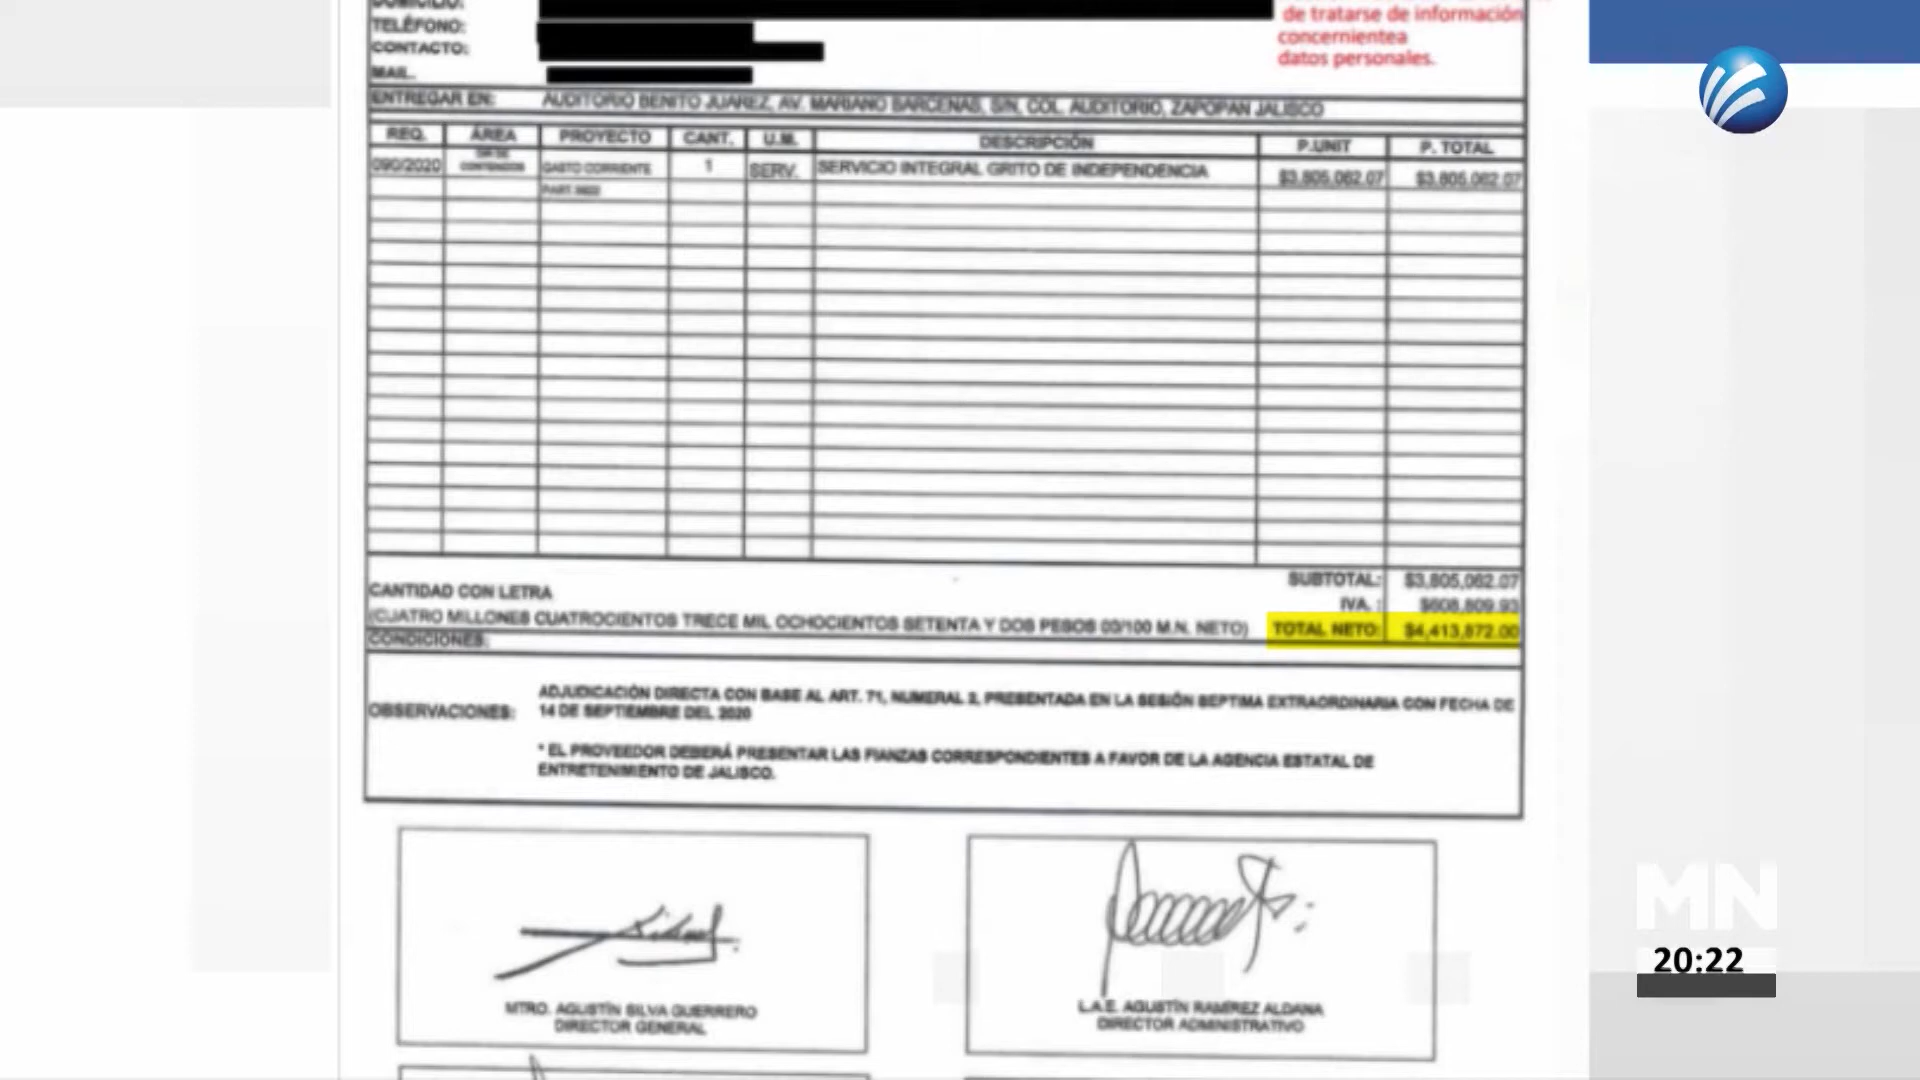 DOMICILIO:
de tratarse de información
TELÉFONO:
concernientea
CONTACTO:
datos personales.
MAIL.
ENTREGAR EN: AUDITORIO BENITO JUAREZ, AV. MARIANO BARCENAS, S/N, COL. AUDITORIO, ZAPOPAN JALISCO
REQ. ÁREA PROYECTO CANT. U.M. DESCRIPCIÓN P.UNIT P. TOTAL
090/2020 CONTENIDOS GASTO CORRIENTE 1 SERV. SERVICIO INTEGRAL GRITO DE INDEPENDENCIA $3,805,062.07 $3,805,062.07
PART.
SUBTOTAL: $3,805,062.07
CANTIDAD CON LETRA
IVA. : $608,809.93
(CUATRO MILLONES CUATROCIENTOS TRECE MIL OCHOCIENTOS SETENTA Y DOS PESOS 00/100 M.N. NETO) TOTAL NETO: $4,413,872.00
CONDICIONES:
OBSERVACIONES: ADJUDICACIÓN DIRECTA CON BASE AL ART. 71, NUMERAL 2, PRESENTADA EN LA SESIÓN SEPTIMA EXTRAORDINARIA CON FECHA DE
14 DE SEPTIEMBRE DEL 2020
* EL PROVEEDOR DEBERÁ PRESENTAR LAS FIANZAS CORRESPONDIENTES A FAVOR DE LA AGENCIA ESTATAL DE
ENTRETENIMIENTO DE JALISCO.
MTRO. AGUSTÍN SILVA GUERRERO
DIRECTOR GENERAL
L.A.E. AGUSTÍN RAMÍREZ ALDANA
DIRECTOR ADMINISTRATIVO
MN
20:22